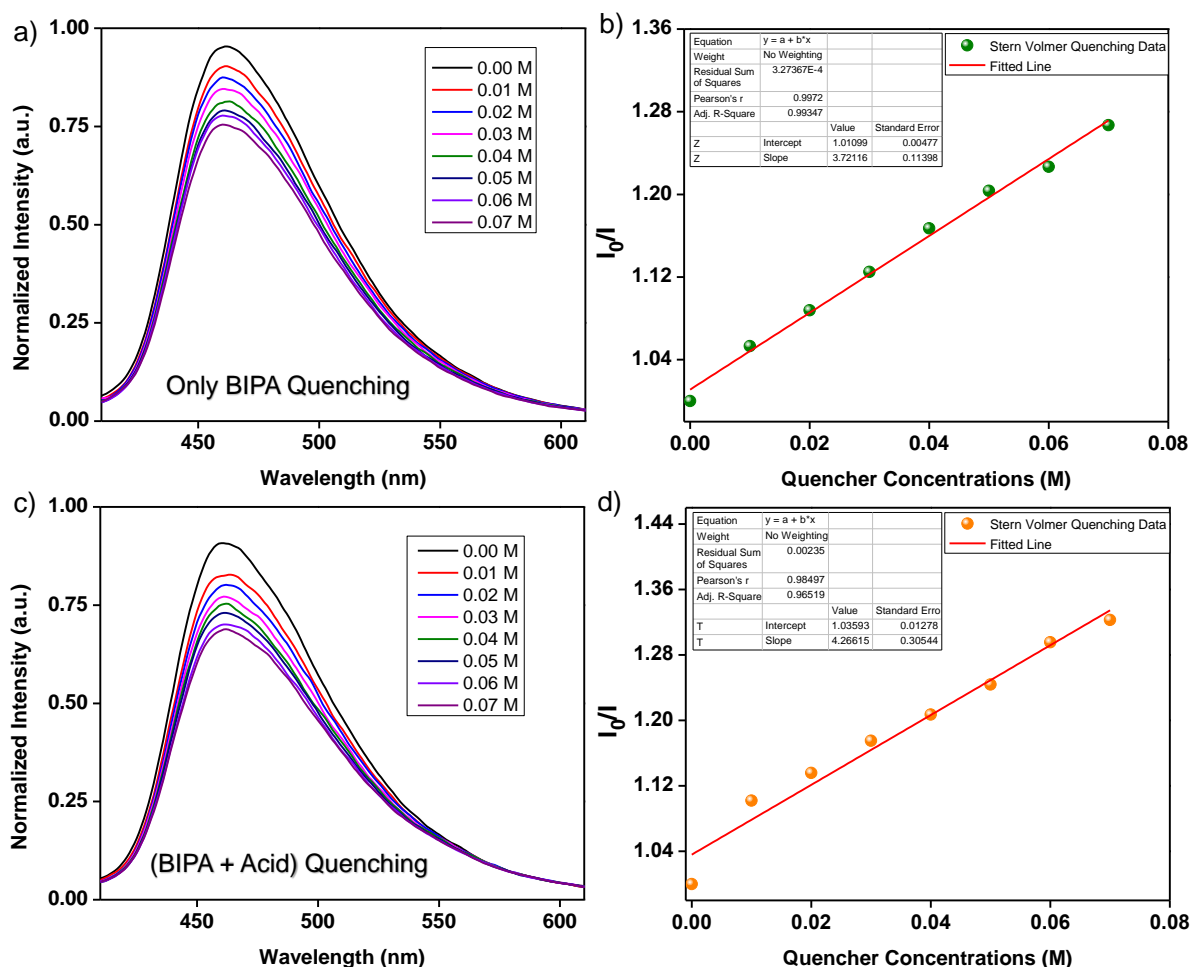 a)
1.00
0.75
0.50
0.25
0.00
Normalized Intensity (a.u.)
0.00 M
0.01 M
0.02 M
0.03 M
0.04 M
0.05 M
0.06 M
0.07 M
Only BIPA Quenching
450 500 550 600
Wavelength (nm)
b)
1.36
1.28
1.20
1.12
1.04
I0/I
Equation y = a + b*x
Weight No Weighting
Residual Sum
of Squares 3.27367E-4
Pearson's r 0.9972
Adj. R-Square 0.99347
Value Standard Error
Z Intercept 1.01099 0.00477
Z Slope 3.72116 0.11398
Stern Volmer Quenching Data
Fitted Line
0.00 0.02 0.04 0.06 0.08
Quencher Concentrations (M)
c)
1.00
0.75
0.50
0.25
0.00
Normalized Intensity (a.u.)
0.00 M
0.01 M
0.02 M
0.03 M
0.04 M
0.05 M
0.06 M
0.07 M
(BIPA + Acid) Quenching
450 500 550 600
Wavelength (nm)
d)
1.44
1.36
1.28
1.20
1.12
1.04
I0/I
Equation y = a + b*x
Weight No Weighting
Residual Sum
of Squares 0.00235
Pearson's r 0.98497
Adj. R-Square 0.96519
Value Standard Erro
T Intercept 1.03593 0.01278
T Slope 4.26615 0.30544
Stern Volmer Quenching Data
Fitted Line
0.00 0.02 0.04 0.06 0.08
Quencher Concentrations (M)